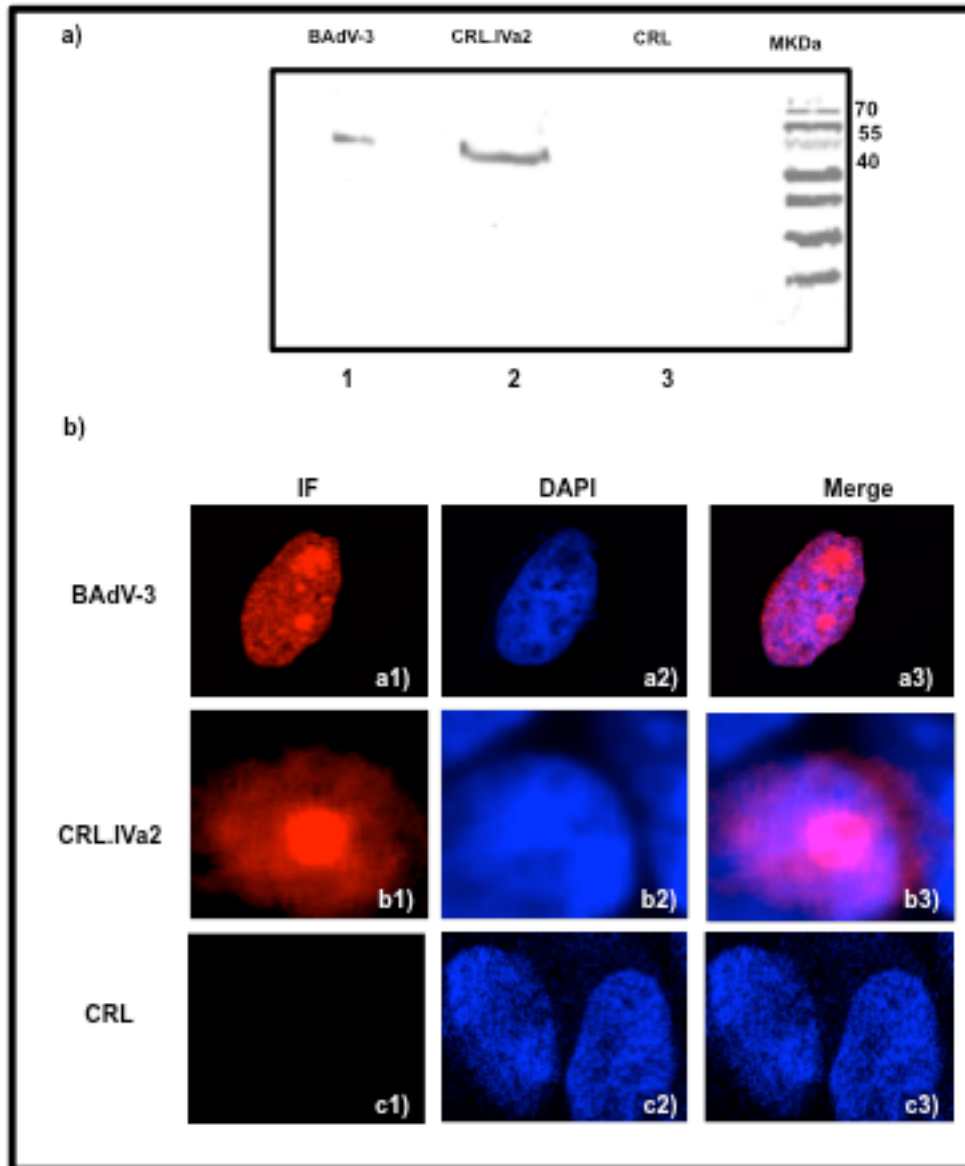 a)
BAdV-3 CRL.IVa2 CRL MKDa
70
55
40
1 2 3
b)
IF DAPI Merge
BAdV-3
a1) a2) a3)
CRL.IVa2
b1) b2) b3)
CRL
c1) c2) c3)